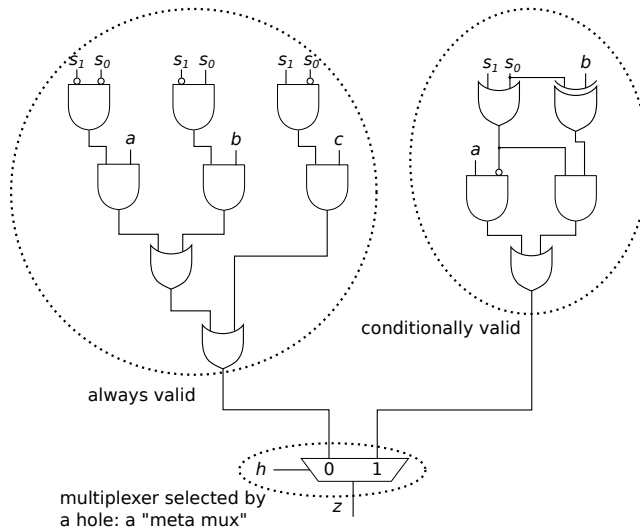 s1 s0 s1 s0 s1 s0
s1 s0 b
a b c
a
conditionally valid
always valid
h 0 1
multiplexer selected by
z
a hole: a "meta mux"